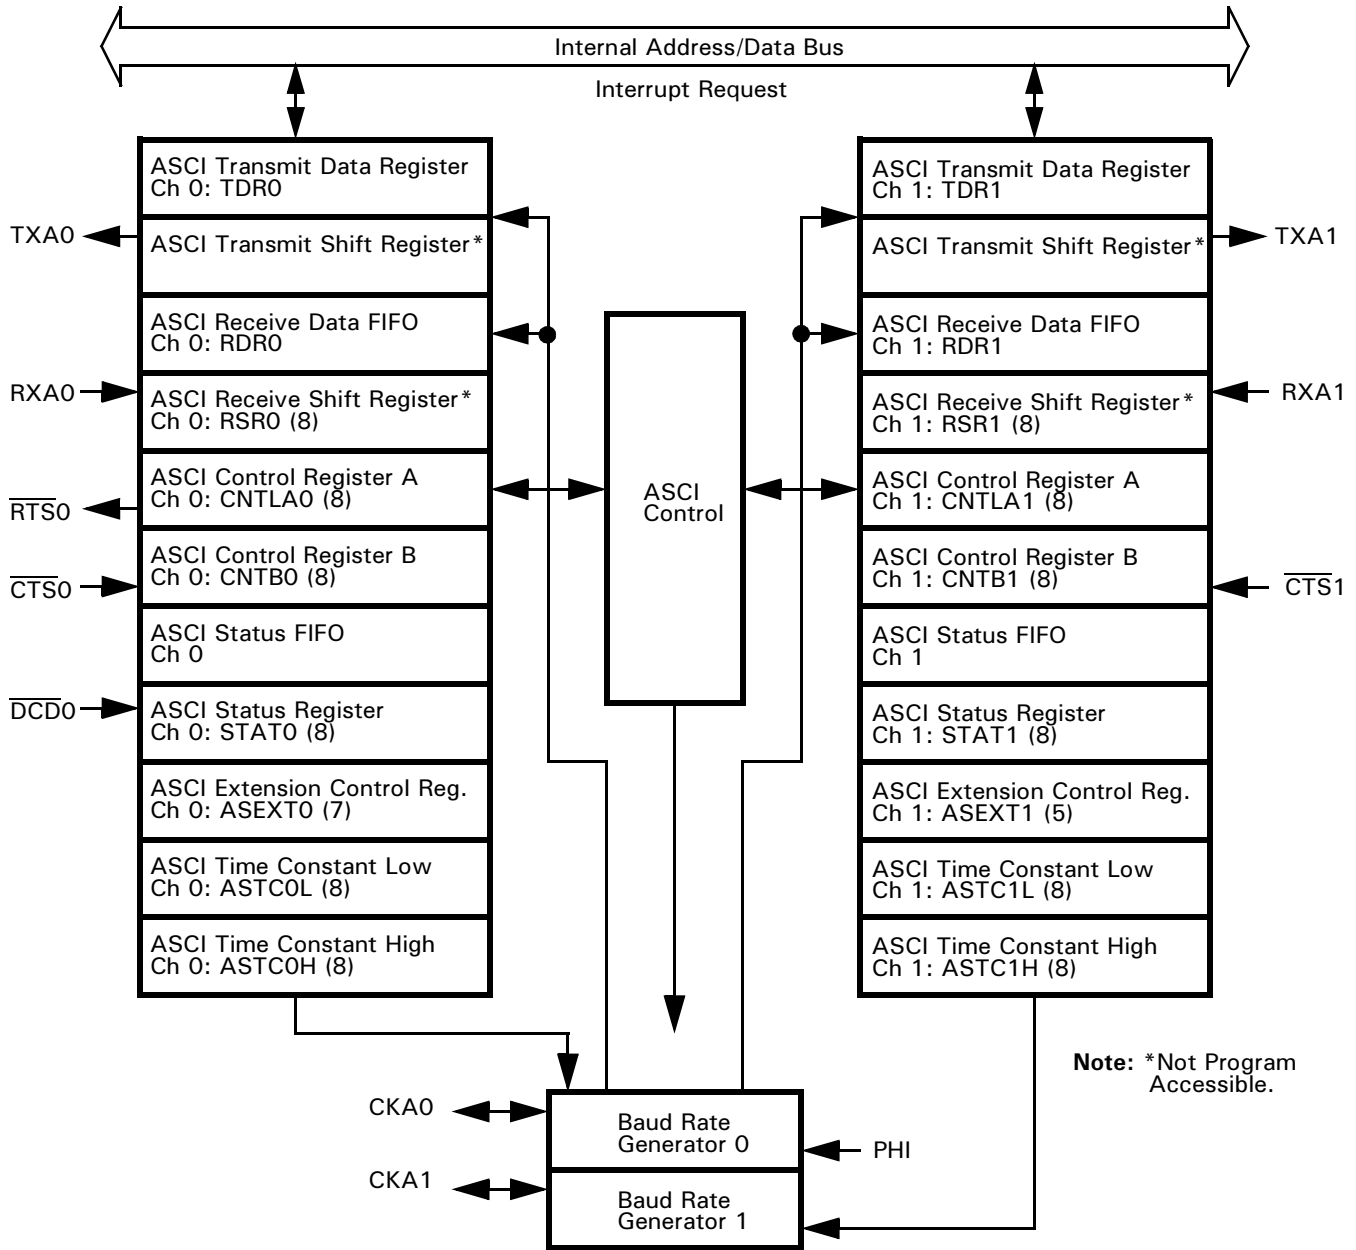 Internal Address/Data Bus
Interrupt Request
ASCI Transmit Data Register
Ch 0: TDR0
TXA0
ASCI Transmit Shift Register*
ASCI Receive Data FIFO
Ch 0: RDR0
RXA0
ASCI Receive Shift Register*
Ch 0: RSR0 (8)
ASCI Control Register A
Ch 0: CNTLA0 (8)
RTS0
ASCI Control Register B
Ch 0: CNTB0 (8)
CTS0
ASCI Status FIFO
Ch 0
DCD0
ASCI Status Register
Ch 0: STAT0 (8)
ASCI Extension Control Reg.
Ch 0: ASEXT0 (7)
ASCI Time Constant Low
Ch 0: ASTC0L (8)
ASCI Time Constant High
Ch 0: ASTC0H (8)
ASCI
Control
ASCI Transmit Data Register
Ch 1: TDR1
ASCI Transmit Shift Register*
TXA1
ASCI Receive Data FIFO
Ch 1: RDR1
ASCI Receive Shift Register*
Ch 1: RSR1 (8)
RXA1
ASCI Control Register A
Ch 1: CNTLA1 (8)
ASCI Control Register B
Ch 1: CNTB1 (8)
CTS1
ASCI Status FIFO
Ch 1
ASCI Status Register
Ch 1: STAT1 (8)
ASCI Extension Control Reg.
Ch 1: ASEXT1 (5)
ASCI Time Constant Low
Ch 1: ASTC1L (8)
ASCI Time Constant High
Ch 1: ASTC1H (8)
Note: *Not Program
Accessible.
CKA0
Baud Rate
Generator 0
PHI
CKA1
Baud Rate
Generator 1